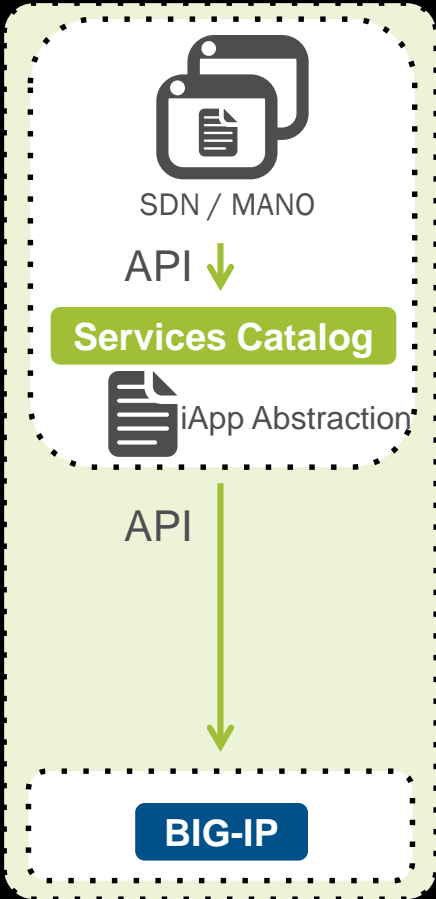 SDN / MANO
API
Services Catalog
iApp Abstraction
API
BIG-IP